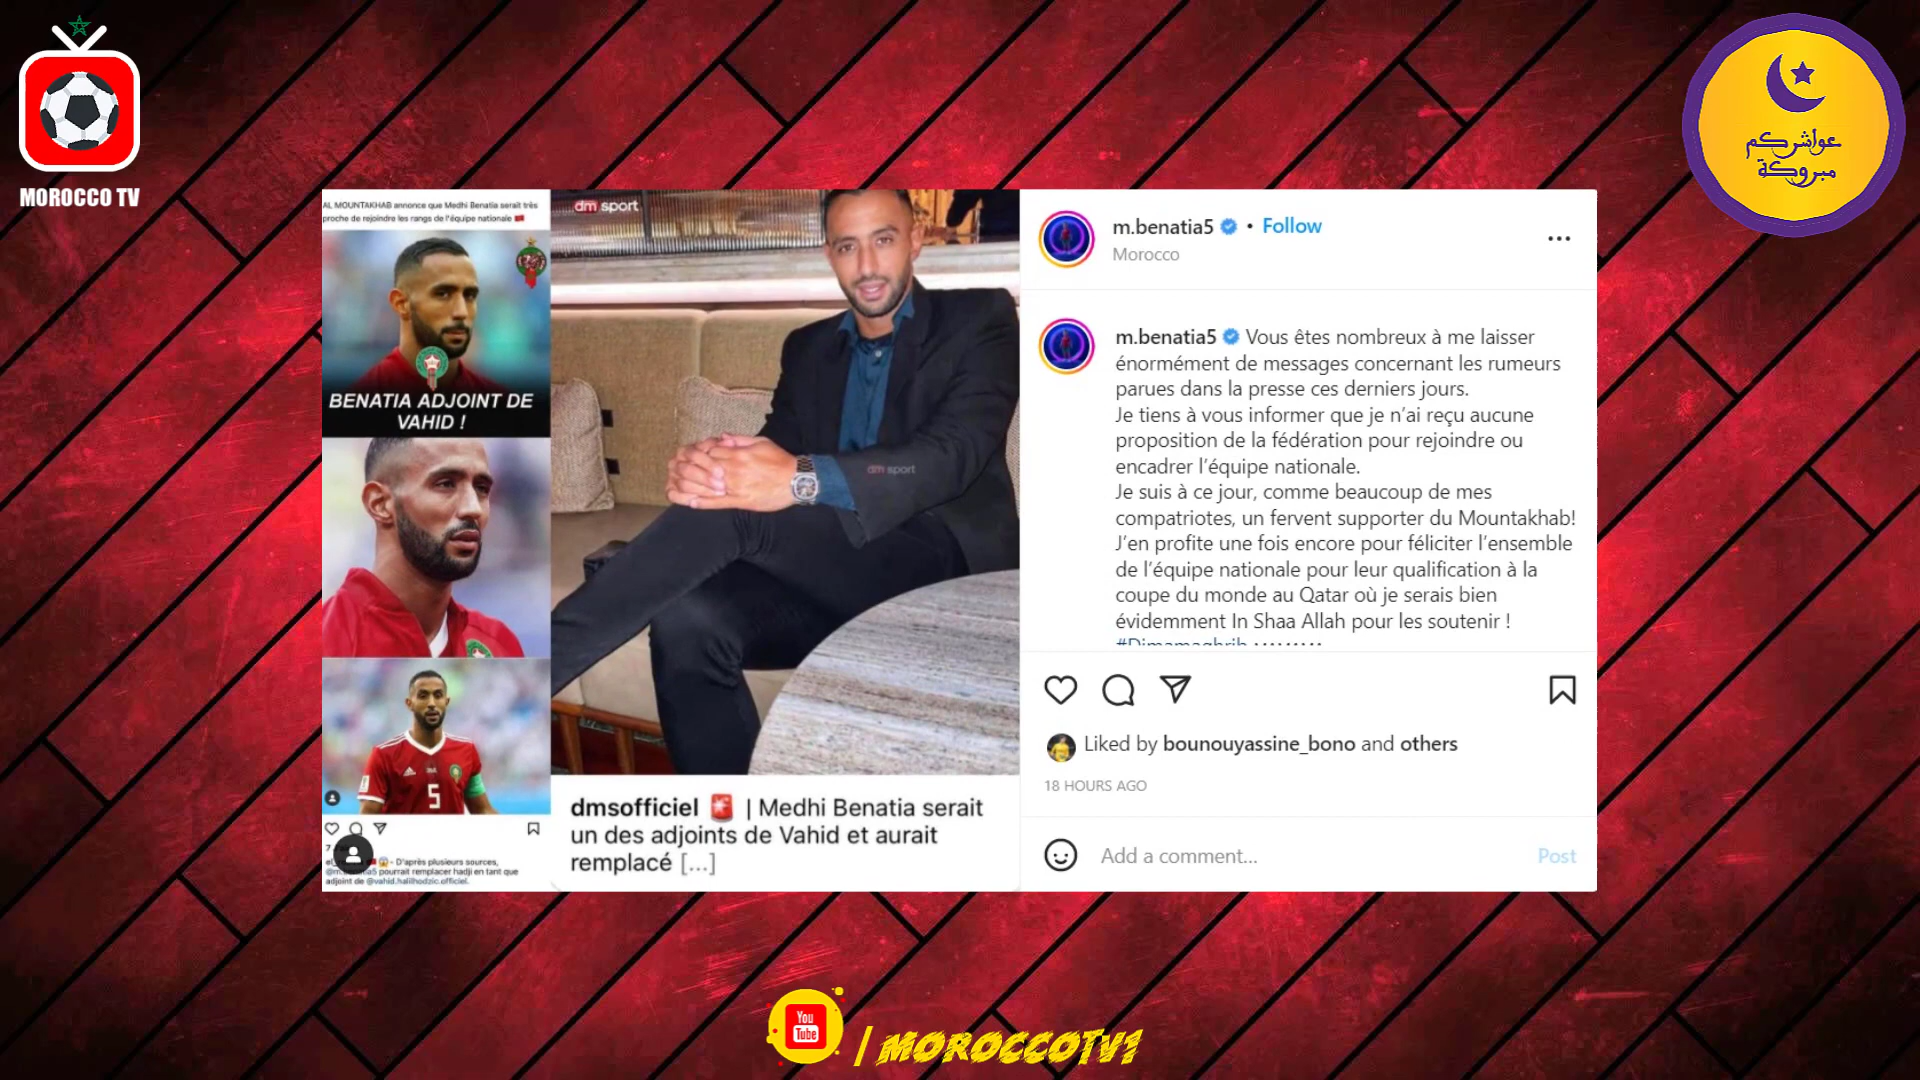 MOROCCO TV
عواشركم
مبروكة
AL MOUNTAKHAB annonce que Medhi Benatia serait très
proche de rejoindre les rangs de l'équipe nationale
BENATIA ADJOINT DE
VAHID !
5
D'après plusieurs sources,
pourrait remplacer hadji en tant que
adjoint de @vahid.halilhodzic.officiel.
dm sport
dm sport
dmsofficiel 🚨 | Medhi Benatia serait
un des adjoints de Vahid et aurait
remplacé [...]
m.benatia5 • Follow
Morocco
m.benatia5 Vous êtes nombreux à me laisser
énormément de messages concernant les rumeurs
parues dans la presse ces derniers jours.
Je tiens à vous informer que je n'ai reçu aucune
proposition de la fédération pour rejoindre ou
encadrer l'équipe nationale.
Je suis à ce jour, comme beaucoup de mes
compatriotes, un fervent supporter du Mountakhab!
J'en profite une fois encore pour féliciter l'ensemble
de l'équipe nationale pour leur qualification à la
coupe du monde au Qatar où je serais bien
évidemment In Shaa Allah pour les soutenir !
#Dimamaghrib
Liked by bounouyassine_bono and others
18 HOURS AGO
Add a comment...
Post
You
Tube
/ MOROCCOTV1